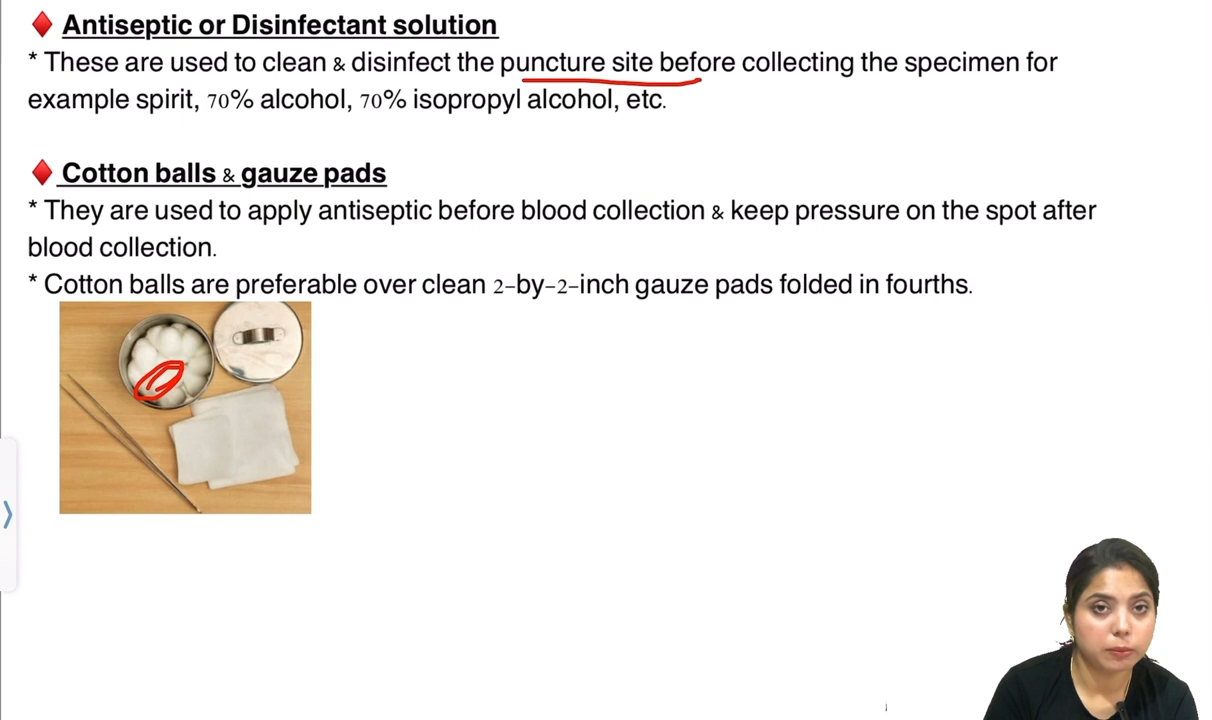 Antiseptic or Disinfectant solution
* These are used to clean & disinfect the puncture site before collecting the specimen for
example spirit, 70% alcohol, 70% isopropyl alcohol, etc.
Cotton balls & gauze pads
* They are used to apply antiseptic before blood collection & keep pressure on the spot after
blood collection.
* Cotton balls are preferable over clean 2-by-2-inch gauze pads folded in fourths.